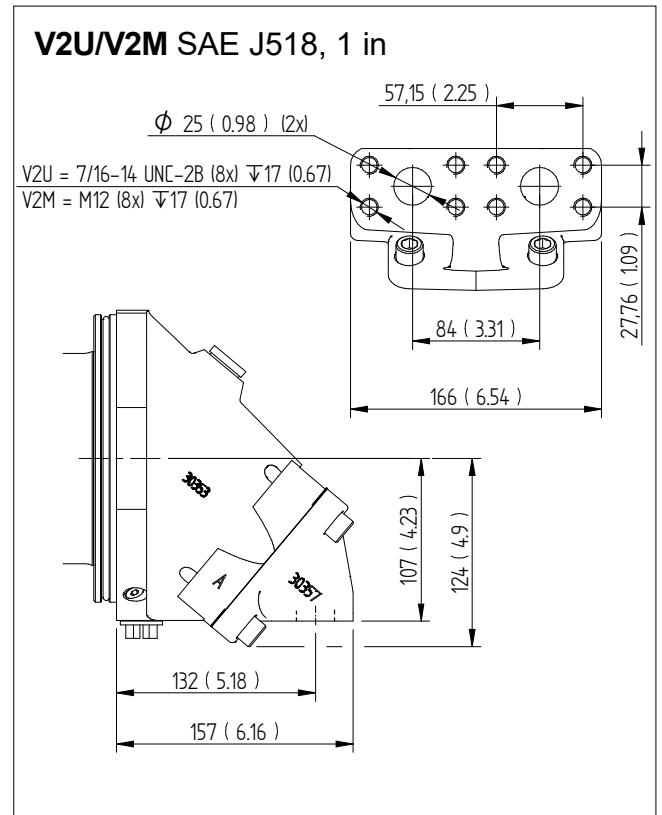 V2U/V2M SAE J518, 1 in
57,15 ( 2.25 )
ϕ 25 ( 0.98 ) (2x)
V2U = 7/16-14 UNC-2B (8x) ↧17 (0.67)
V2M = M12 (8x) ↧17 (0.67)
27,76 ( 1.09 )
84 ( 3.31 )
166 ( 6.54 )
30353
A
30357
107 ( 4.23 )
124 ( 4.9 )
132 ( 5.18 )
157 ( 6.16 )